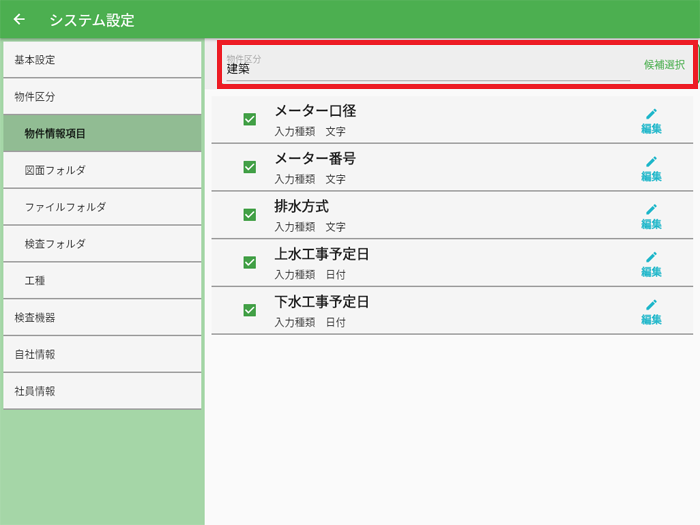 システム設定
基本設定
物件区分
物件情報項目
図面フォルダ
ファイルフォルダ
検査フォルダ
工種
検査機器
自社情報
社員情報
物件区分
建築
候補選択
メーター口径
入力種類 文字
編集
メーター番号
入力種類 文字
編集
排水方式
入力種類 文字
編集
上水工事予定日
入力種類 日付
編集
下水工事予定日
入力種類 日付
編集